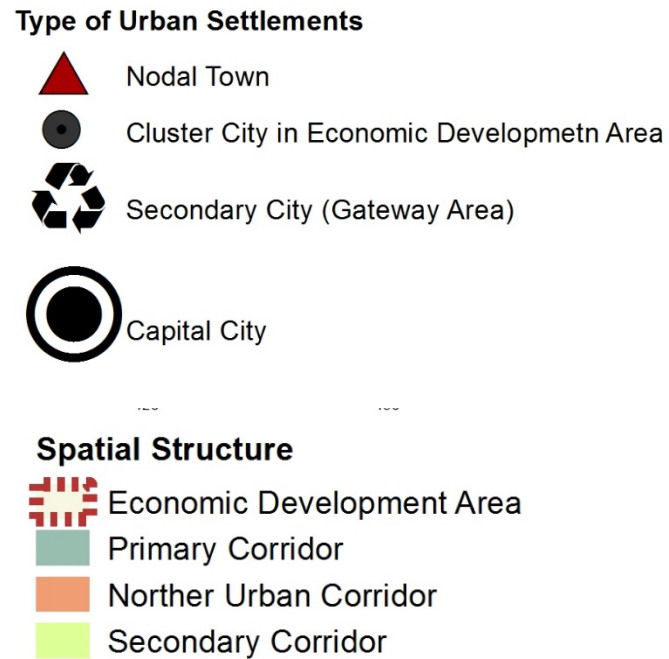 Type of Urban Settlements
Nodal Town
Cluster City in Economic Developmetn Area
Secondary City (Gateway Area)
Capital City
Spatial Structure
Economic Development Area
Primary Corridor
Norther Urban Corridor
Secondary Corridor